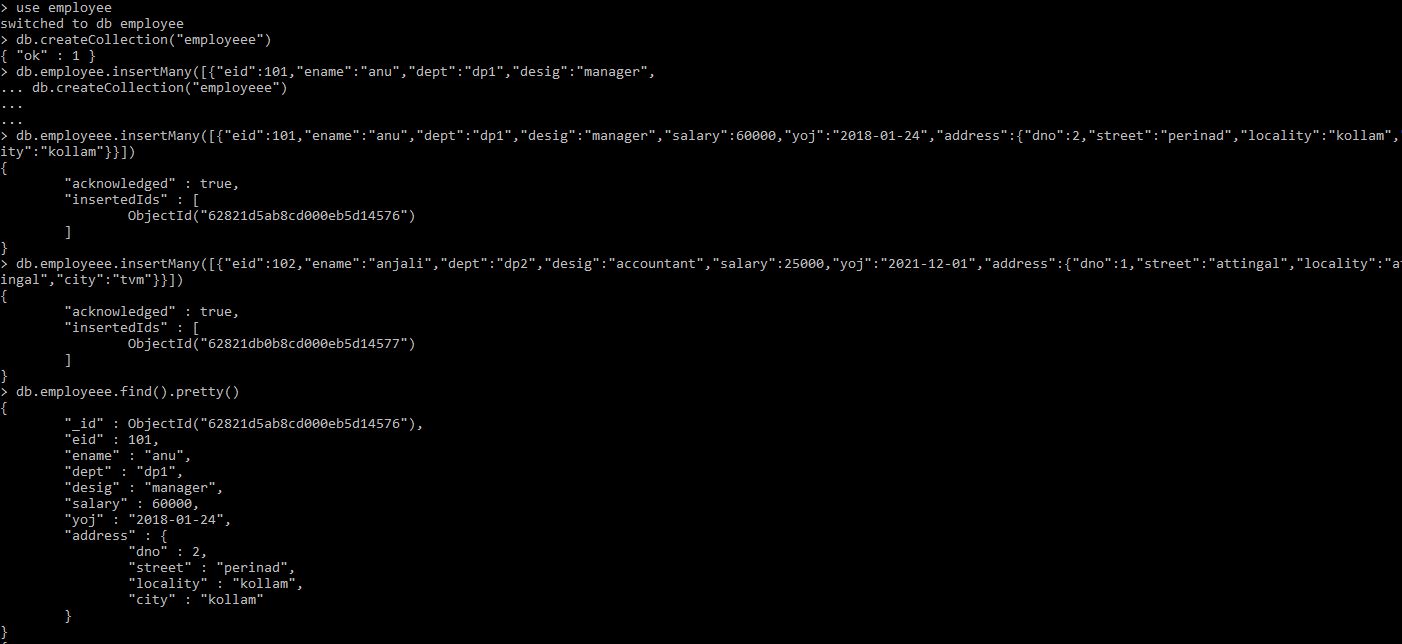 > use employee
switched to db employee
> db.createCollection("employeee")
{ "ok" : 1 }
> db.employee.insertMany([{"eid":101,"ename":"anu","dept":"dp1","desig":"manager",
... db.createCollection("employeee")
...
...
> db.employeee.insertMany([{"eid":101,"ename":"anu","dept":"dp1","desig":"manager","salary":60000,"yoj":"2018-01-24","address":{"dno":2,"street":"perinad","locality":"kollam","
ity":"kollam"}}])
{
        "acknowledged" : true,
        "insertedIds" : [
                ObjectId("62821d5ab8cd000eb5d14576")
        ]
}
> db.employeee.insertMany([{"eid":102,"ename":"anjali","dept":"dp2","desig":"accountant","salary":25000,"yoj":"2021-12-01","address":{"dno":1,"street":"attingal","locality":"at
ingal","city":"tvm"}}])
{
        "acknowledged" : true,
        "insertedIds" : [
                ObjectId("62821db0b8cd000eb5d14577")
        ]
}
> db.employeee.find().pretty()
{
        "_id" : ObjectId("62821d5ab8cd000eb5d14576"),
        "eid" : 101,
        "ename" : "anu",
        "dept" : "dp1",
        "desig" : "manager",
        "salary" : 60000,
        "yoj" : "2018-01-24",
        "address" : {
                "dno" : 2,
                "street" : "perinad",
                "locality" : "kollam",
                "city" : "kollam"
        }
}
{